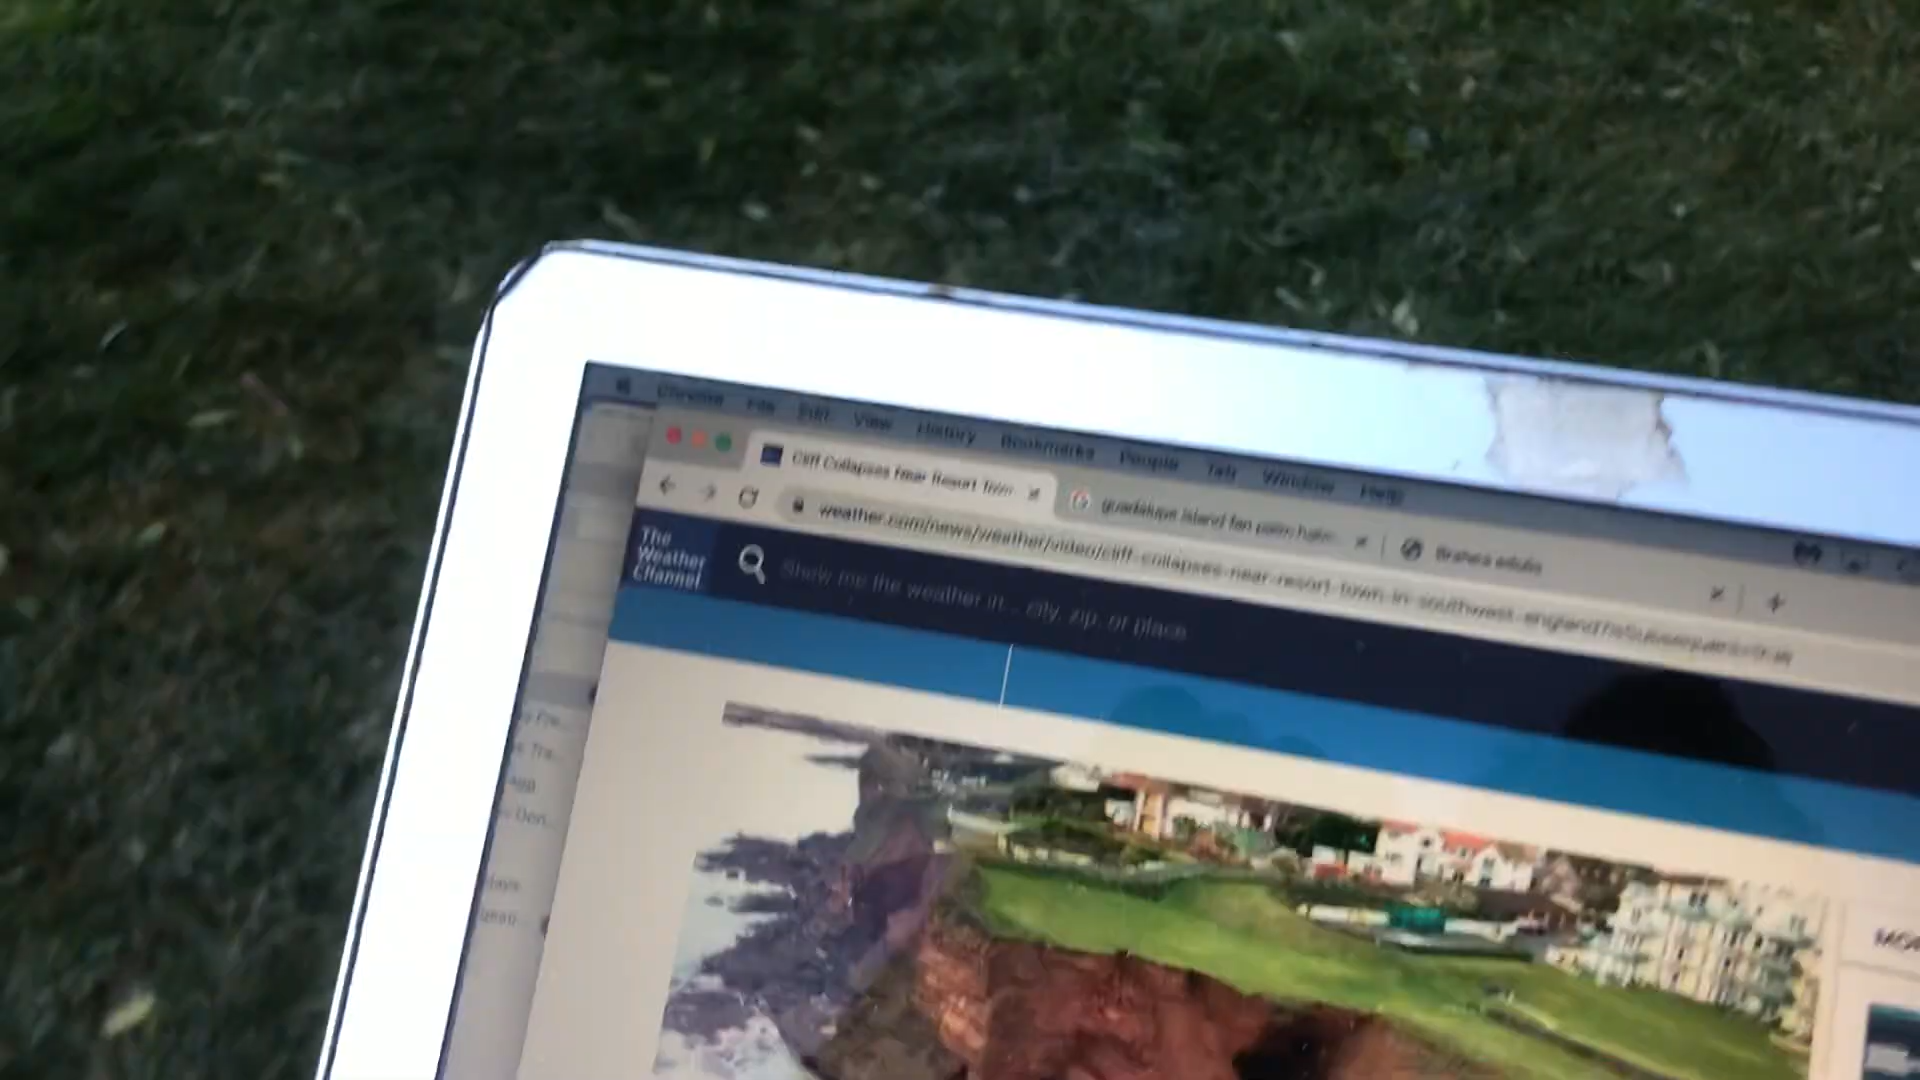 Chrome File Edit View History Bookmarks People Tab Window Help
Cliff Collapses Near Resort Town
guadalupe island fan palm
Brahea edulis
weather.com/news/weather/video/cliff-collapses-near-resort-town-in-southwest-england
The
Weather
Channel
Show me the weather in... city, zip, or place